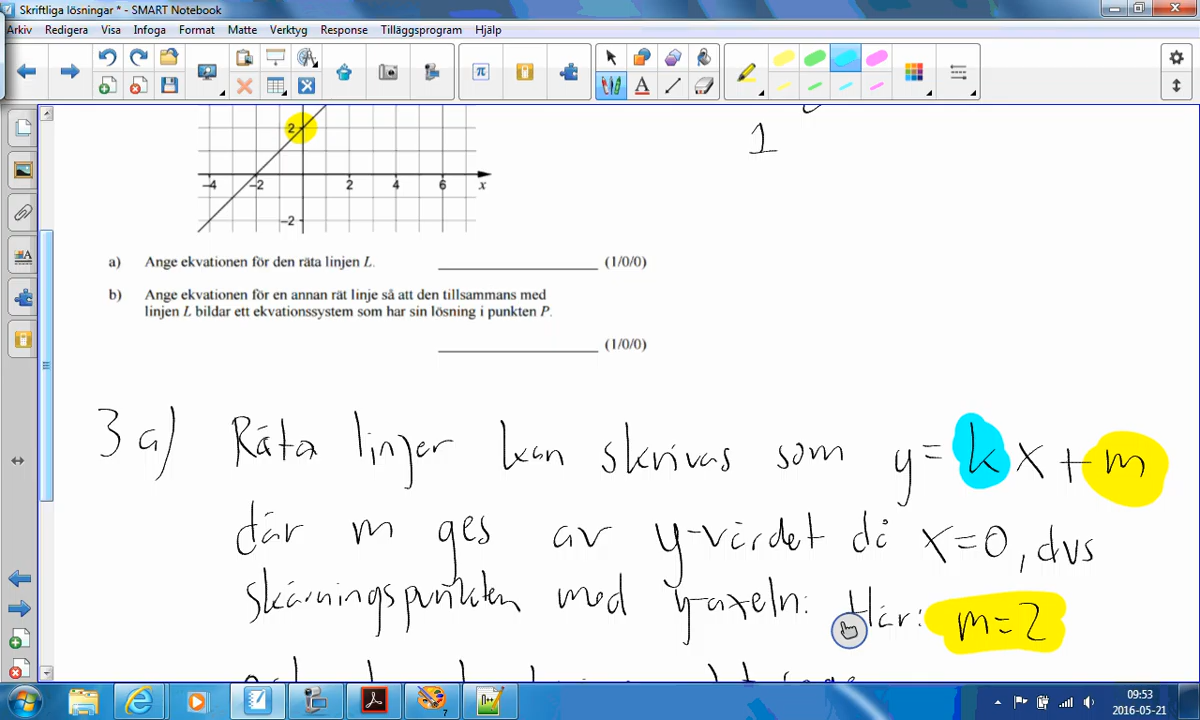 Skriftliga lösningar * - SMART Notebook
Arkiv Redigera Visa Infoga Format Matte Verktyg Response Tilläggsprogram Hjälp
1
2
-4 -2 2 4 6 x
-2
a) Ange ekvationen för den räta linjen L. (1/0/0)
b) Ange ekvationen för en annan rät linje så att den tillsammans med
linjen L bildar ett ekvationssystem som har sin lösning i punkten P.
(1/0/0)
3 a) Räta linjer kan skrivas som y=kx+m
där m ges av y-värdet då x=0, dvs
skärningspunkten med y-axeln: Här: m=2
7
09:53
2016-05-21